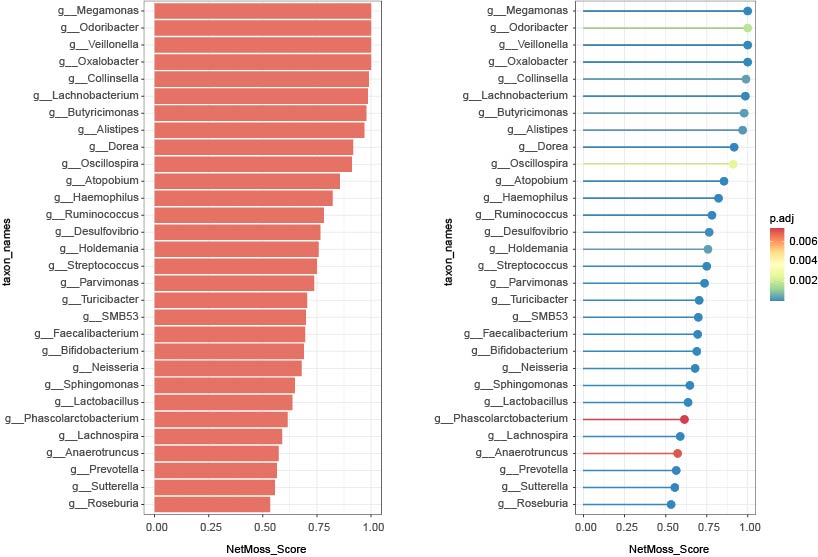 g__Megamonas
g__Odoribacter
g__Veillonella
g__Oxalobacter
g__Collinsella
g__Lachnobacterium
g__Butyricimonas
g__Alistipes
g__Dorea
g__Oscillospira
g__Atopobium
g__Haemophilus
g__Ruminococcus
g__Desulfovibrio
g__Holdemania
g__Streptococcus
g__Parvimonas
g__Turicibacter
g__SMB53
g__Faecalibacterium
g__Bifidobacterium
g__Neisseria
g__Sphingomonas
g__Lactobacillus
g__Phascolarctobacterium
g__Lachnospira
g__Anaerotruncus
g__Prevotella
g__Sutterella
g__Roseburia
taxon_names
0.00 0.25 0.50 0.75 1.00
NetMoss_Score
g__Megamonas
g__Odoribacter
g__Veillonella
g__Oxalobacter
g__Collinsella
g__Lachnobacterium
g__Butyricimonas
g__Alistipes
g__Dorea
g__Oscillospira
g__Atopobium
g__Haemophilus
g__Ruminococcus
g__Desulfovibrio
g__Holdemania
g__Streptococcus
g__Parvimonas
g__Turicibacter
g__SMB53
g__Faecalibacterium
g__Bifidobacterium
g__Neisseria
g__Sphingomonas
g__Lactobacillus
g__Phascolarctobacterium
g__Lachnospira
g__Anaerotruncus
g__Prevotella
g__Sutterella
g__Roseburia
taxon_names
0.00 0.25 0.50 0.75 1.00
NetMoss_Score
p.adj
0.006
0.004
0.002